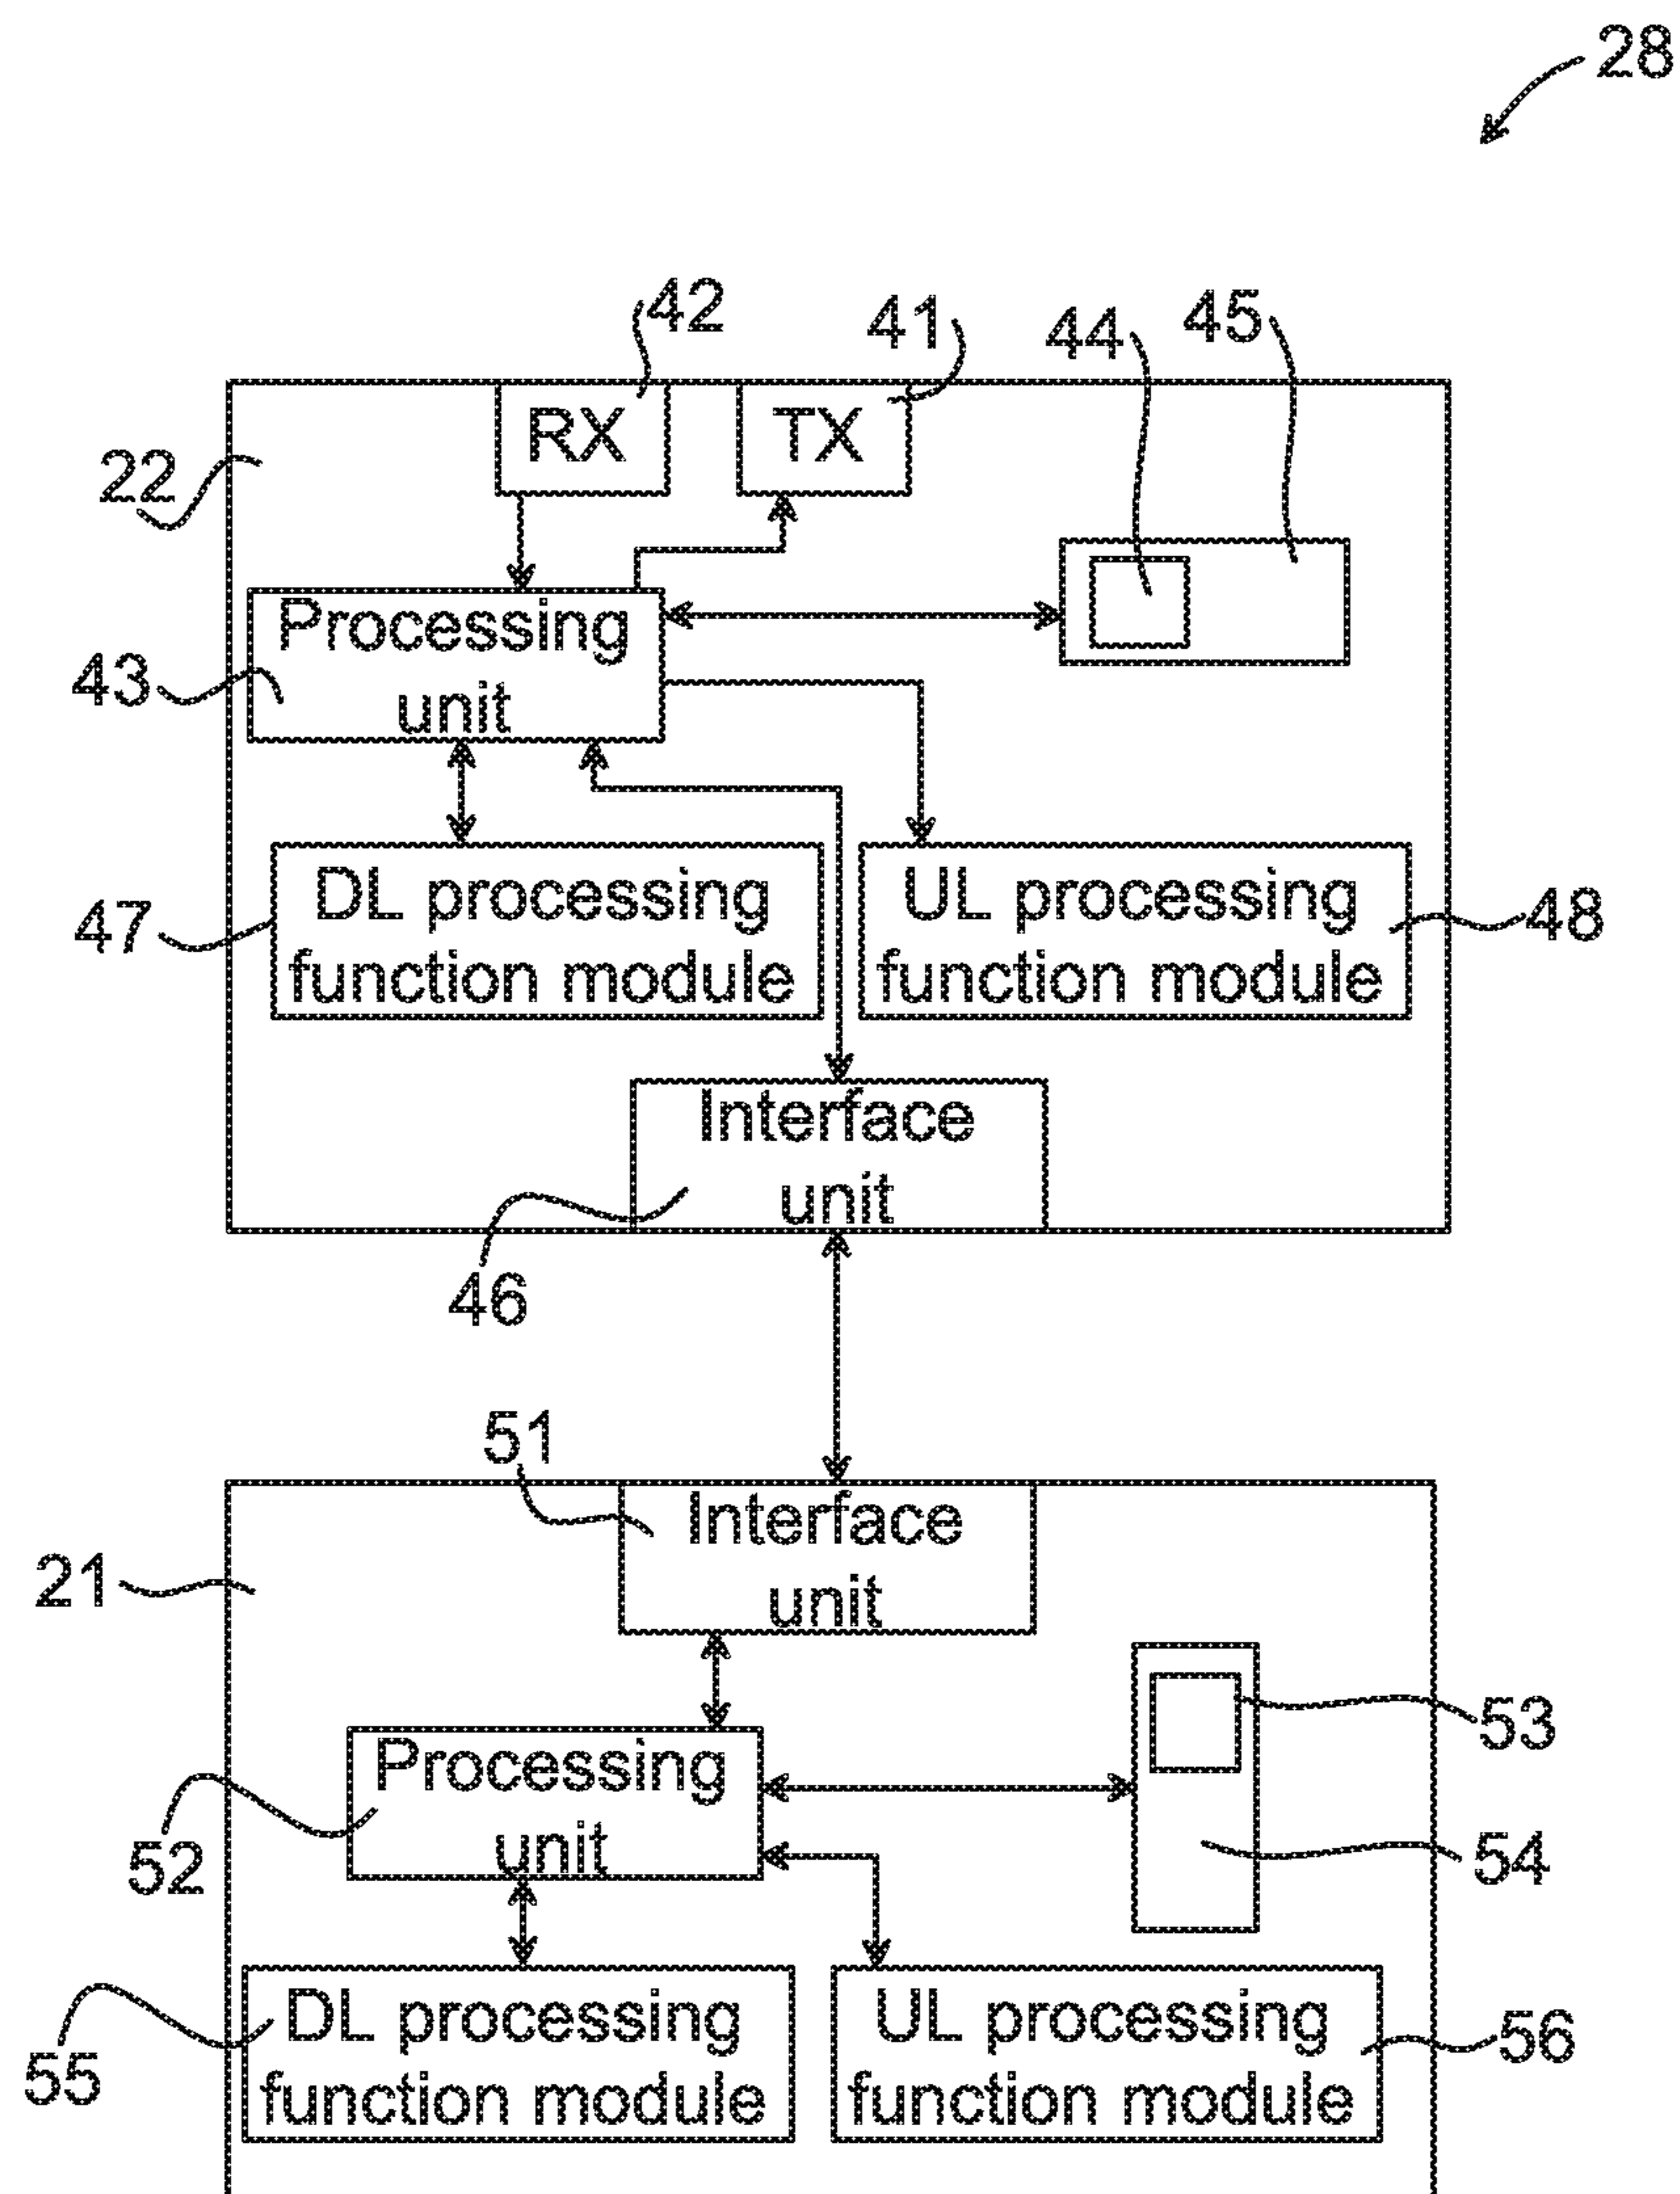 28
42
41
44
45
RX
TX
22
Processing
unit
43
DL processing
function module
UL processing
function module
47
48
Interface
unit
46
51
Interface
unit
21
53
Processing
unit
52
54
DL processing
function module
UL processing
function module
55
56